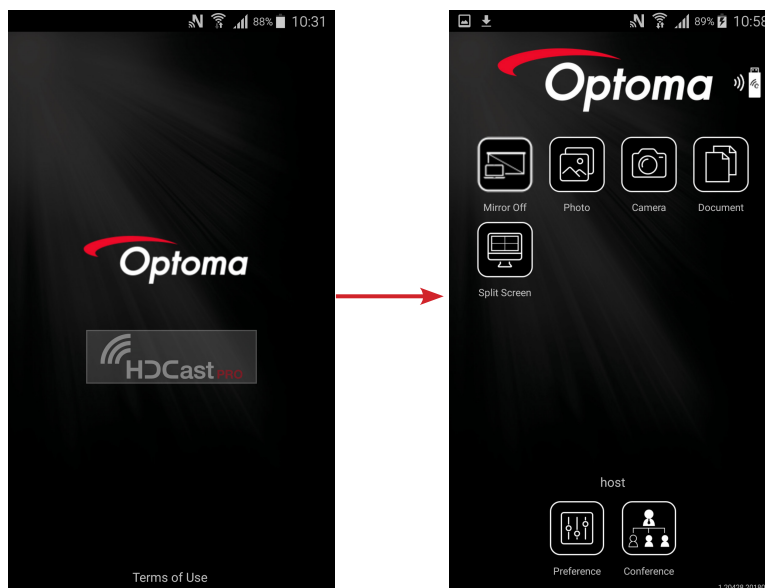 88% 10:31
Optoma
HDCast PRO
Terms of Use
89% 10:58
Optoma
Mirror Off Photo Camera Document
Split Screen
host
Preference Conference